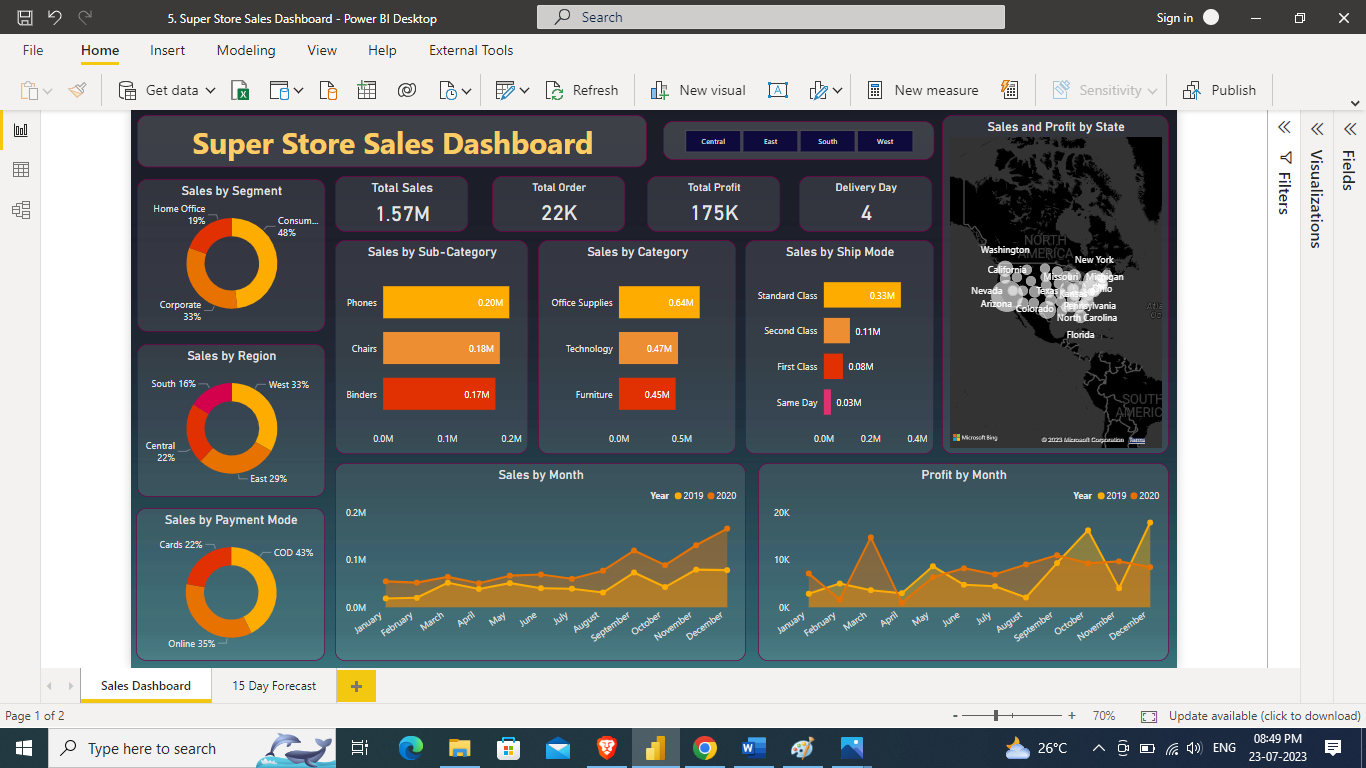 5. Super Store Sales Dashboard - Power BI Desktop
Search
Sign in
File
Home
Insert
Modeling
View
Help
External Tools
Get data
Refresh
New visual
New measure
Sensitivity
Publish
Super Store Sales Dashboard
Central
East
South
West
Total Sales
1.57M
Total Order
22K
Total Profit
175K
Delivery Day
4
Sales by Segment
Home Office
19%
Consum...
48%
Corporate
33%
Sales by Region
South 16%
West 33%
Central
22%
East 29%
Sales by Payment Mode
Cards 22%
COD 43%
Online 35%
Sales by Sub-Category
Phones
0.20M
Chairs
0.18M
Binders
0.17M
0.0M
0.1M
0.2M
Sales by Category
Office Supplies
0.64M
Technology
0.47M
Furniture
0.45M
0.0M
0.5M
Sales by Ship Mode
Standard Class
0.33M
Second Class
0.11M
First Class
0.08M
Same Day
0.03M
0.0M
0.2M
0.4M
Sales and Profit by State
NORTH
AMERICA
Washington
New York
California
Missouri
Michigan
Nevada
Texas
Kansas
Ohio
Arizona
Colorado
Pennsylvania
North Carolina
Florida
SOUTH
AMERICA
Microsoft Bing
© 2023 Microsoft Corporation
Terms
Sales by Month
Year
2019
2020
0.2M
0.1M
0.0M
January
February
March
April
May
June
July
August
September
October
November
December
Profit by Month
Year
2019
2020
20K
10K
0K
January
February
March
April
May
June
July
August
September
October
November
December
Filters
Visualizations
Fields
Sales Dashboard
15 Day Forecast
Page 1 of 2
70%
Update available (click to download)
Type here to search
26°C
ENG
08:49 PM
23-07-2023